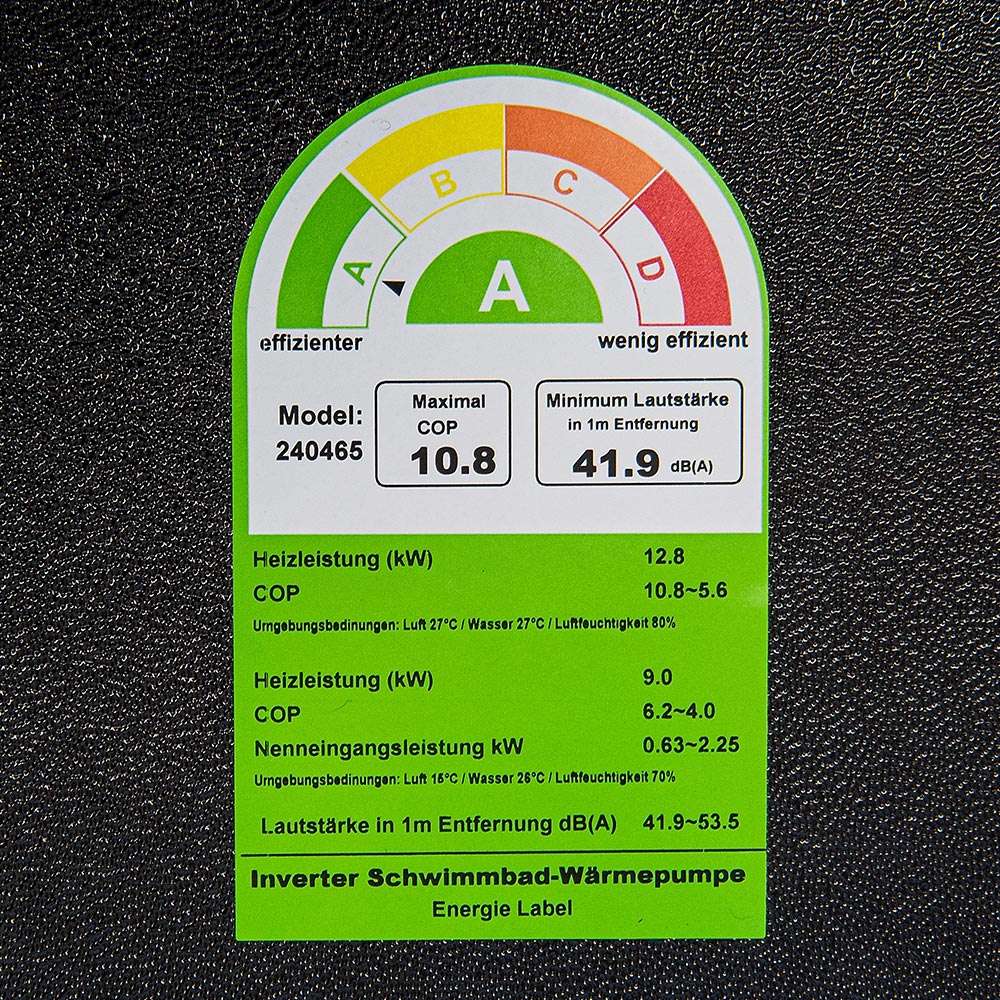 B
C
A
D
A
effizienter
wenig effizient
Model:
240465
Maximal
COP
10.8
Minimum Lautstärke
in 1m Entfernung
41.9 dB(A)
Heizleistung (kW) 12.8
COP 10.8~5.6
Umgebungsbedinungen: Luft 27°C / Wasser 27°C / Luftfeuchtigkeit 80%
Heizleistung (kW) 9.0
COP 6.2~4.0
Nenneingangsleistung kW 0.63~2.25
Umgebungsbedinungen: Luft 15°C / Wasser 26°C / Luftfeuchtigkeit 70%
Lautstärke in 1m Entfernung dB(A) 41.9~53.5
Inverter Schwimmbad-Wärmepumpe
Energie Label